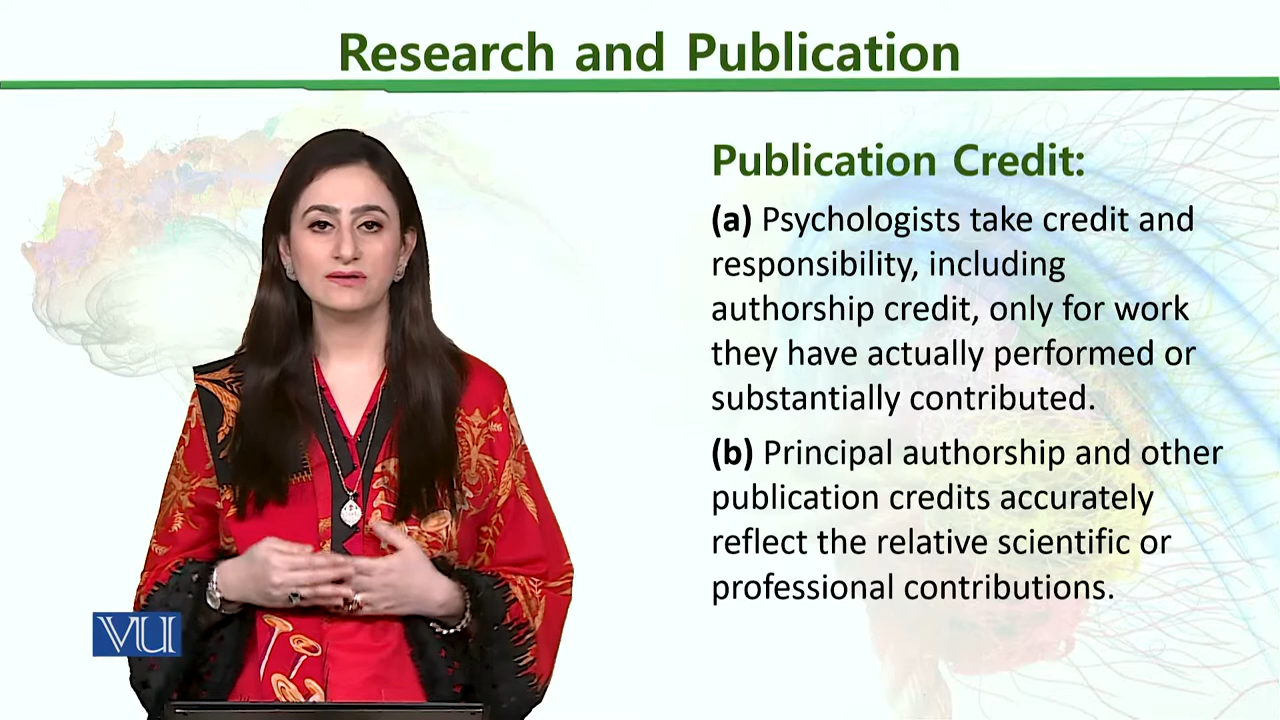 Research and Publication
Publication Credit:
(a) Psychologists take credit and
responsibility, including
authorship credit, only for work
they have actually performed or
substantially contributed.
(b) Principal authorship and other
publication credits accurately
reflect the relative scientific or
professional contributions.
VU